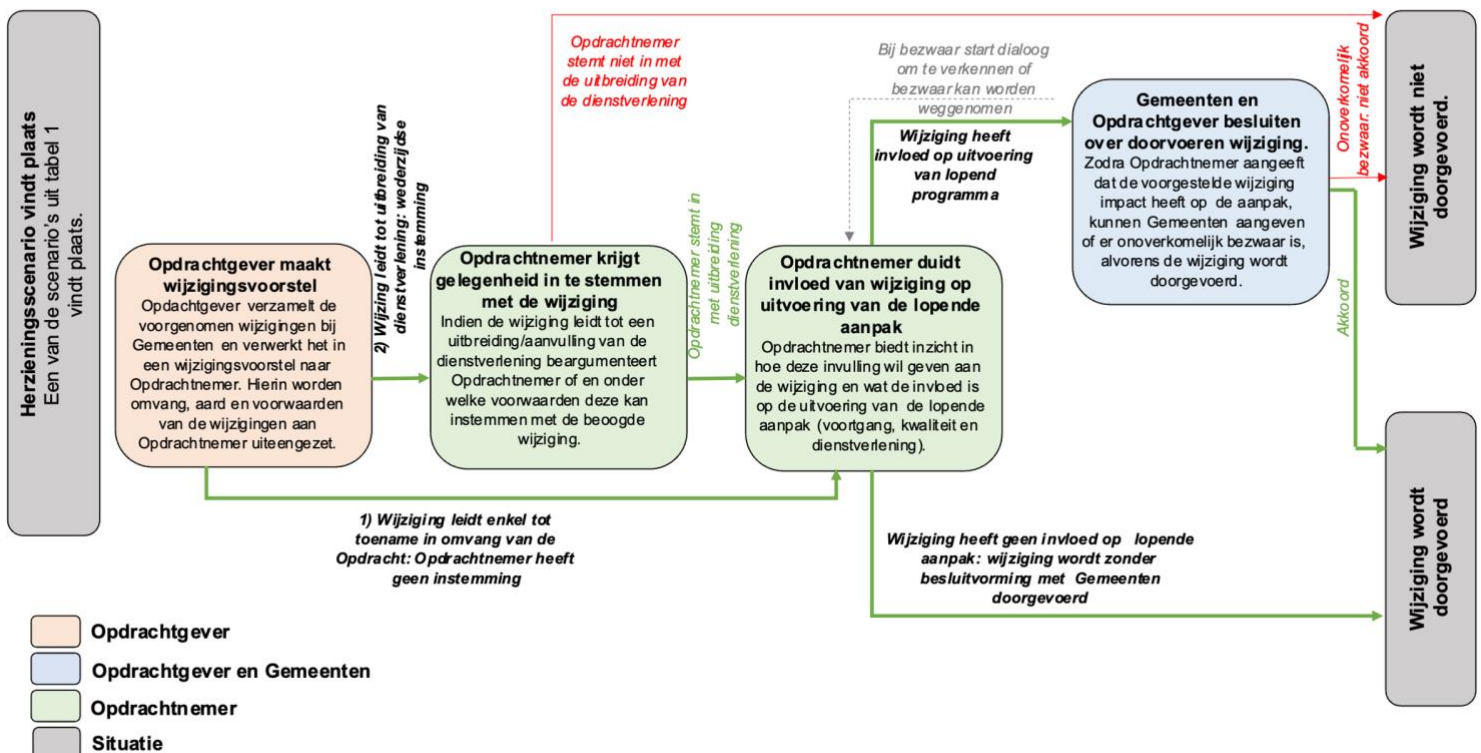 Herzieningsscenario vindt plaats
Een van de scenario's uit tabel 1
vindt plaats.
Opdrachtgever maakt
wijzigingsvoorstel
Opdachtgever verzamelt de
voorgenomen wijzigingen bij
Gemeenten en verwerkt het in
een wijzigingsvoorstel naar
Opdrachtnemer. Hierin worden
omvang, aard en voorwaarden
van de wijzigingen aan
Opdrachtnemer uiteengezet.
2) Wijzing leidt tot uitbreiding van
dienstverlening: wederzijdse
instemming
1) Wijziging leidt enkel tot
toename in omvang van de
Opdracht: Opdrachtnemer heeft
geen instemming
Opdrachtnemer krijgt
gelegenheid in te stemmen
met de wijziging
Indien de wijziging leidt tot een
uitbreiding/aanvulling van de
dienstverlening beargumenteert
Opdrachtnemer of en onder
welke voorwaarden deze kan
instemmen met de beoogde
wijziging.
Opdrachtnemer
stemt niet in met
de uitbreiding van
de dienstverlening
Opdrachtnemer stemt in
met uitbreiding
dienstverlening
Opdrachtnemer duidt
invloed van wijziging op
uitvoering van de lopende
aanpak
Opdrachtnemer biedt inzicht in
hoe deze invulling wil geven aan
de wijziging en wat de invloed is
op de uitvoering van de lopende
aanpak (voortgang, kwaliteit en
dienstverlening).
Bij bezwaar start dialoog
om te verkennen of
bezwaar kan worden
weggenomen
Wijziging heeft
invloed op uitvoering
van lopend
programma
Wijziging heeft geen invloed op lopende
aanpak: wijziging wordt zonder
besluitvorming met Gemeenten
doorgevoerd
Gemeenten en
Opdrachtgever besluiten
over doorvoeren wijziging.
Zodra Opdrachtnemer aangeeft
dat de voorgestelde wijziging
impact heeft op de aanpak,
kunnen Gemeenten aangeven
of er onoverkomelijk bezwaar is,
alvorens de wijziging wordt
doorgevoerd.
Onoverkomelijk
bezwaar: niet akkoord
Akkoord
Wijziging wordt niet
doorgevoerd.
Wijziging wordt
doorgevoerd
Opdrachtgever
Opdrachtgever en Gemeenten
Opdrachtnemer
Situatie